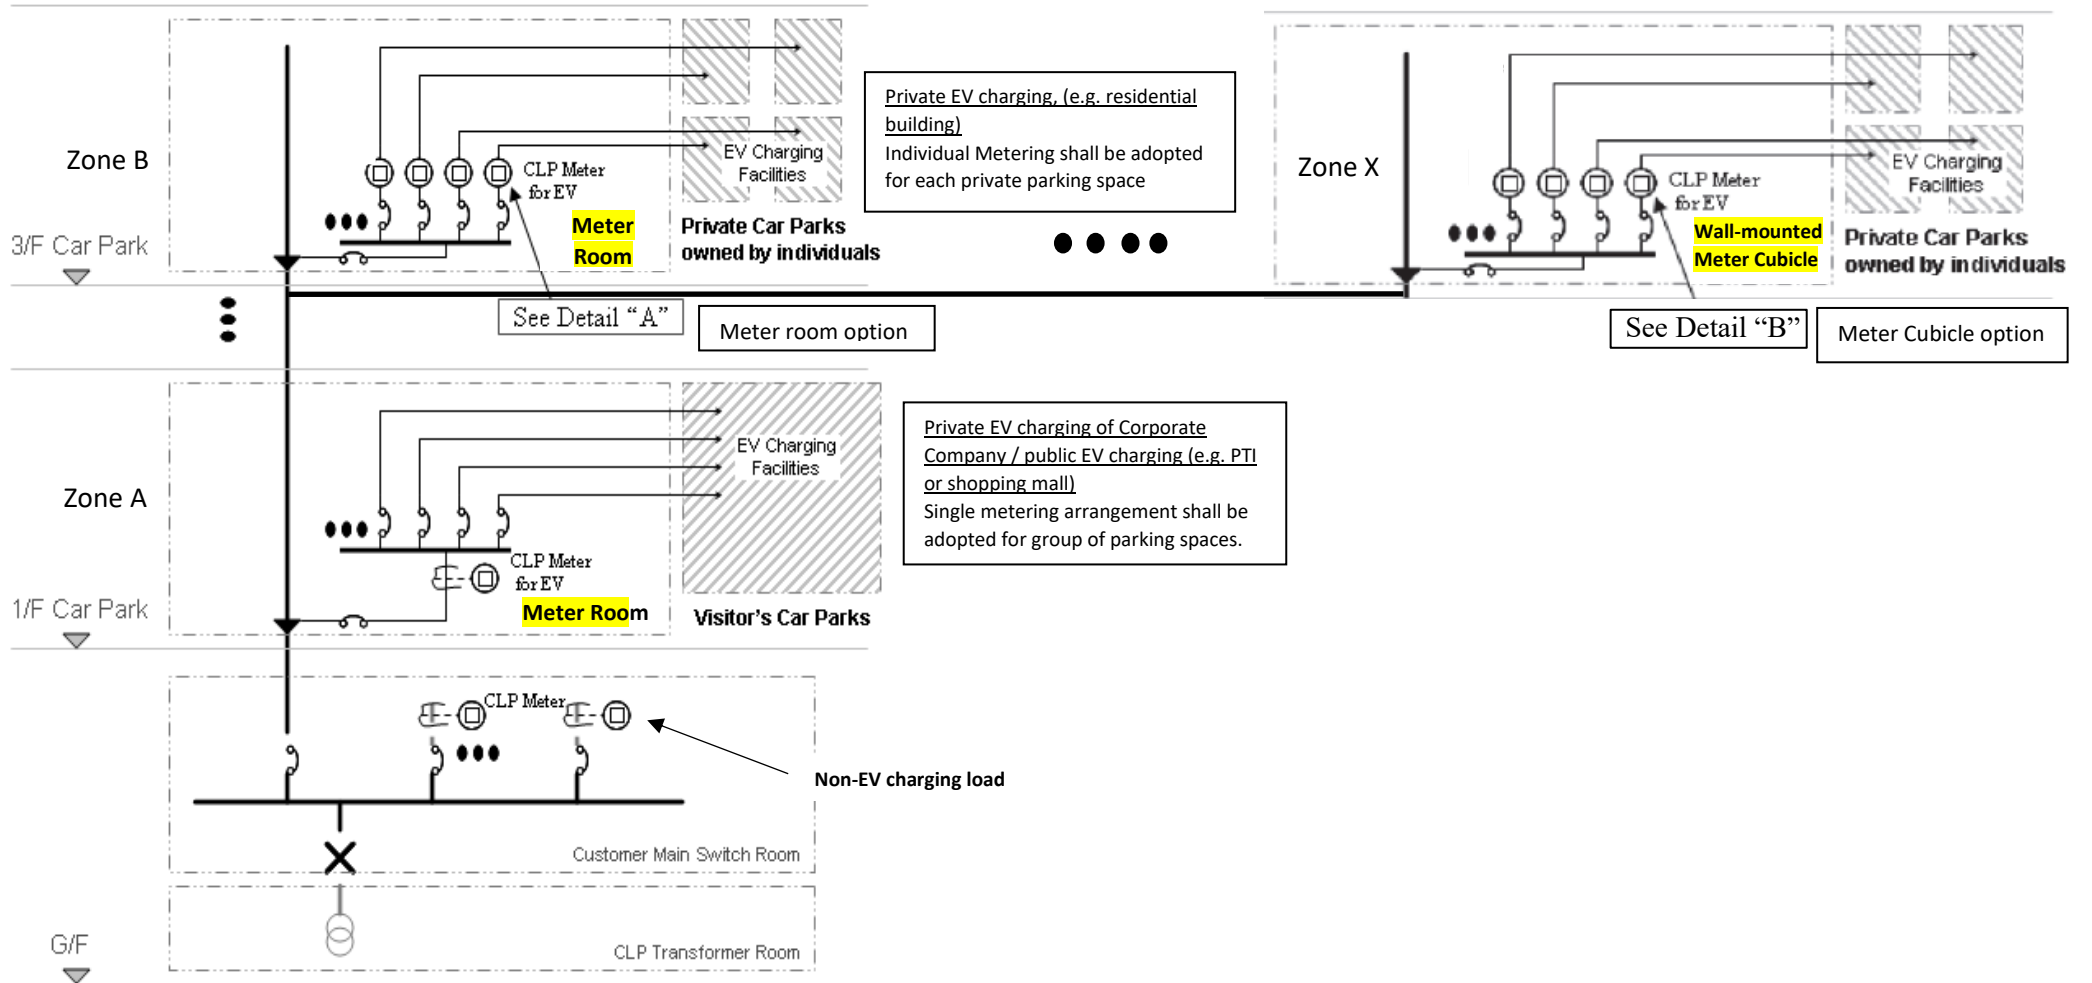 Zone B
3/F Car Park
CLP Meter
for EV
Meter
Room
EV Charging
Facilities
Private Car Parks
owned by individuals
Private EV charging, (e.g. residential
building)
Individual Metering shall be adopted
for each private parking space
Zone X
CLP Meter
for EV
Wall-mounted
Meter Cubicle
EV Charging
Facilities
Private Car Parks
owned by individuals
See Detail “A”
Meter room option
See Detail “B”
Meter Cubicle option
Zone A
1/F Car Park
CLP Meter
for EV
Meter Room
EV Charging
Facilities
Visitor's Car Parks
Private EV charging of Corporate
Company / public EV charging (e.g. PTI
or shopping mall)
Single metering arrangement shall be
adopted for group of parking spaces.
CLP Meter
Non-EV charging load
Customer Main Switch Room
G/F
CLP Transformer Room